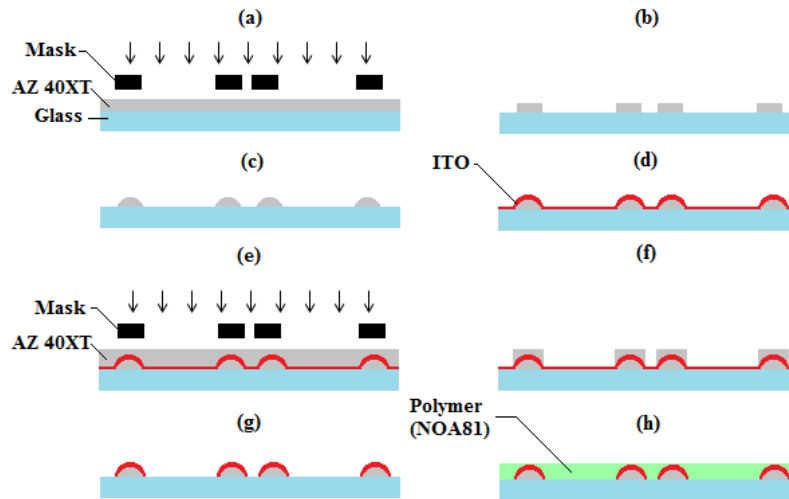 (a)
Mask
AZ 40XT
Glass
(b)
(c)
(d)
ITO
(e)
Mask
AZ 40XT
(f)
(g)
Polymer
(NOA81)
(h)